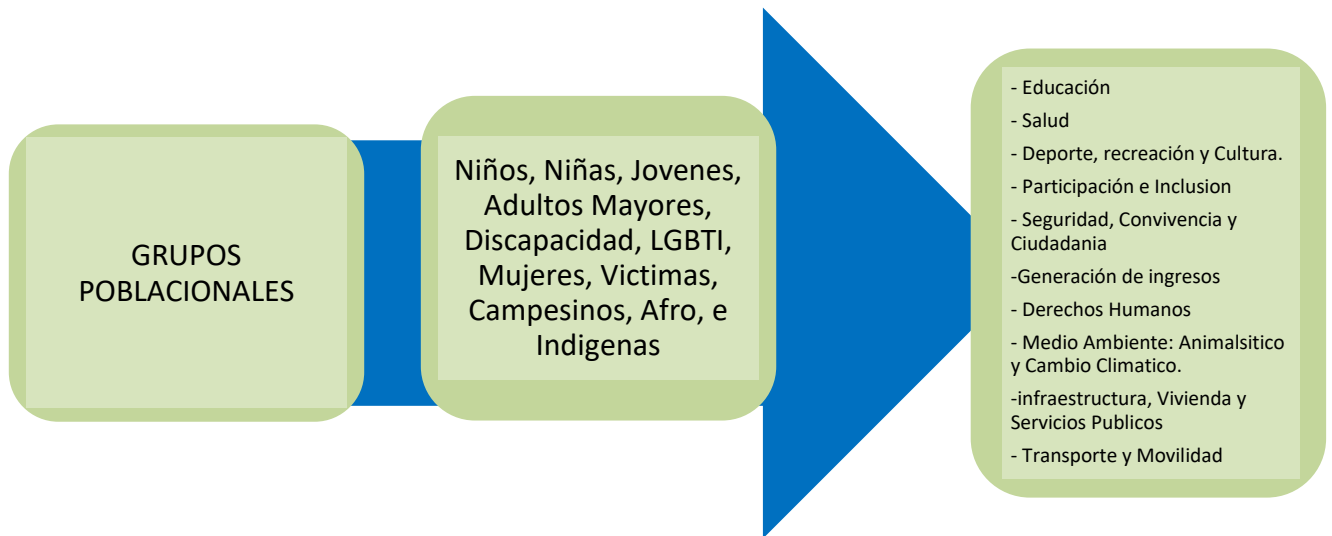 GRUPOS
POBLACIONALES
Niños, Niñas, Jovenes,
Adultos Mayores,
Discapacidad, LGBTI,
Mujeres, Victimas,
Campesinos, Afro, e
Indigenas
- Educación
- Salud
- Deporte, recreación y Cultura.
- Participación e Inclusion
- Seguridad, Convivencia y
Ciudadania
-Generación de ingresos
- Derechos Humanos
- Medio Ambiente: Animalsitico
y Cambio Climatico.
-infraestructura, Vivienda y
Servicios Publicos
- Transporte y Movilidad